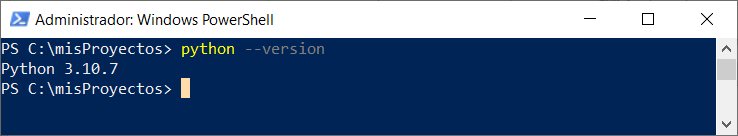 Administrador: Windows PowerShell
PS C:\misProyectos> python --version
Python 3.10.7
PS C:\misProyectos>